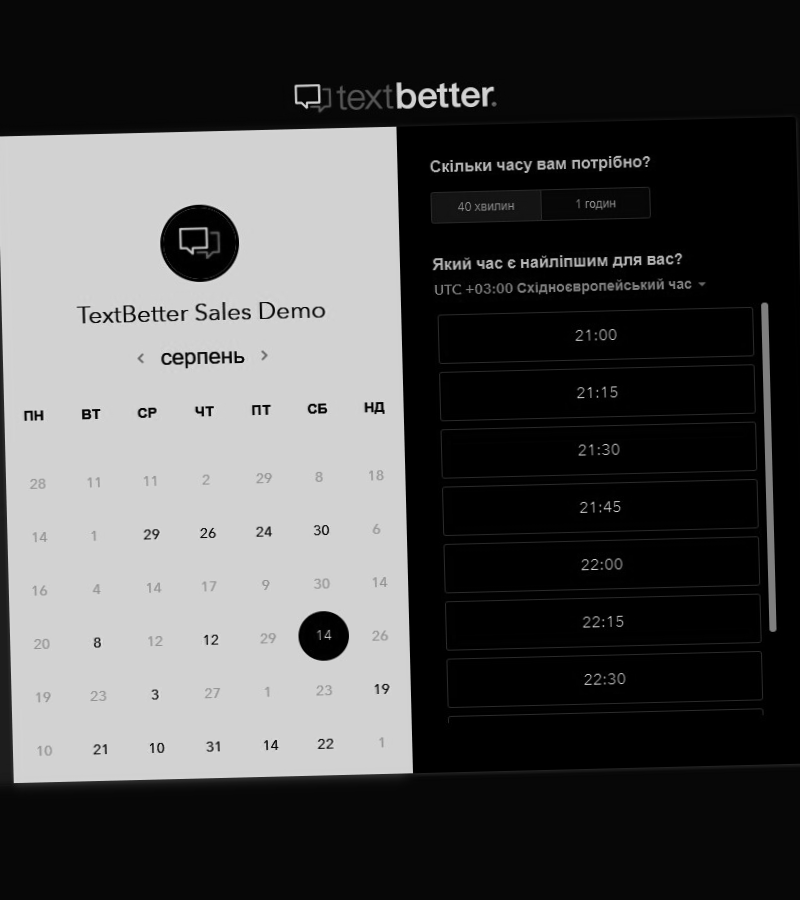 textbetter.
TextBetter Sales Demo
серпень
ПН ВТ СР ЧТ ПТ СБ НД
28 11 11 2 29 8 18
14 1 29 26 24 30 6
16 4 14 17 9 30 14
20 8 12 12 29 14 26
19 23 3 27 1 23 19
10 21 10 31 14 22 1
Скільки часу вам потрібно?
40 хвилин 1 годин
Який час є найліпшим для вас?
UTC +03:00 Східноєвропейський час
21:00
21:15
21:30
21:45
22:00
22:15
22:30